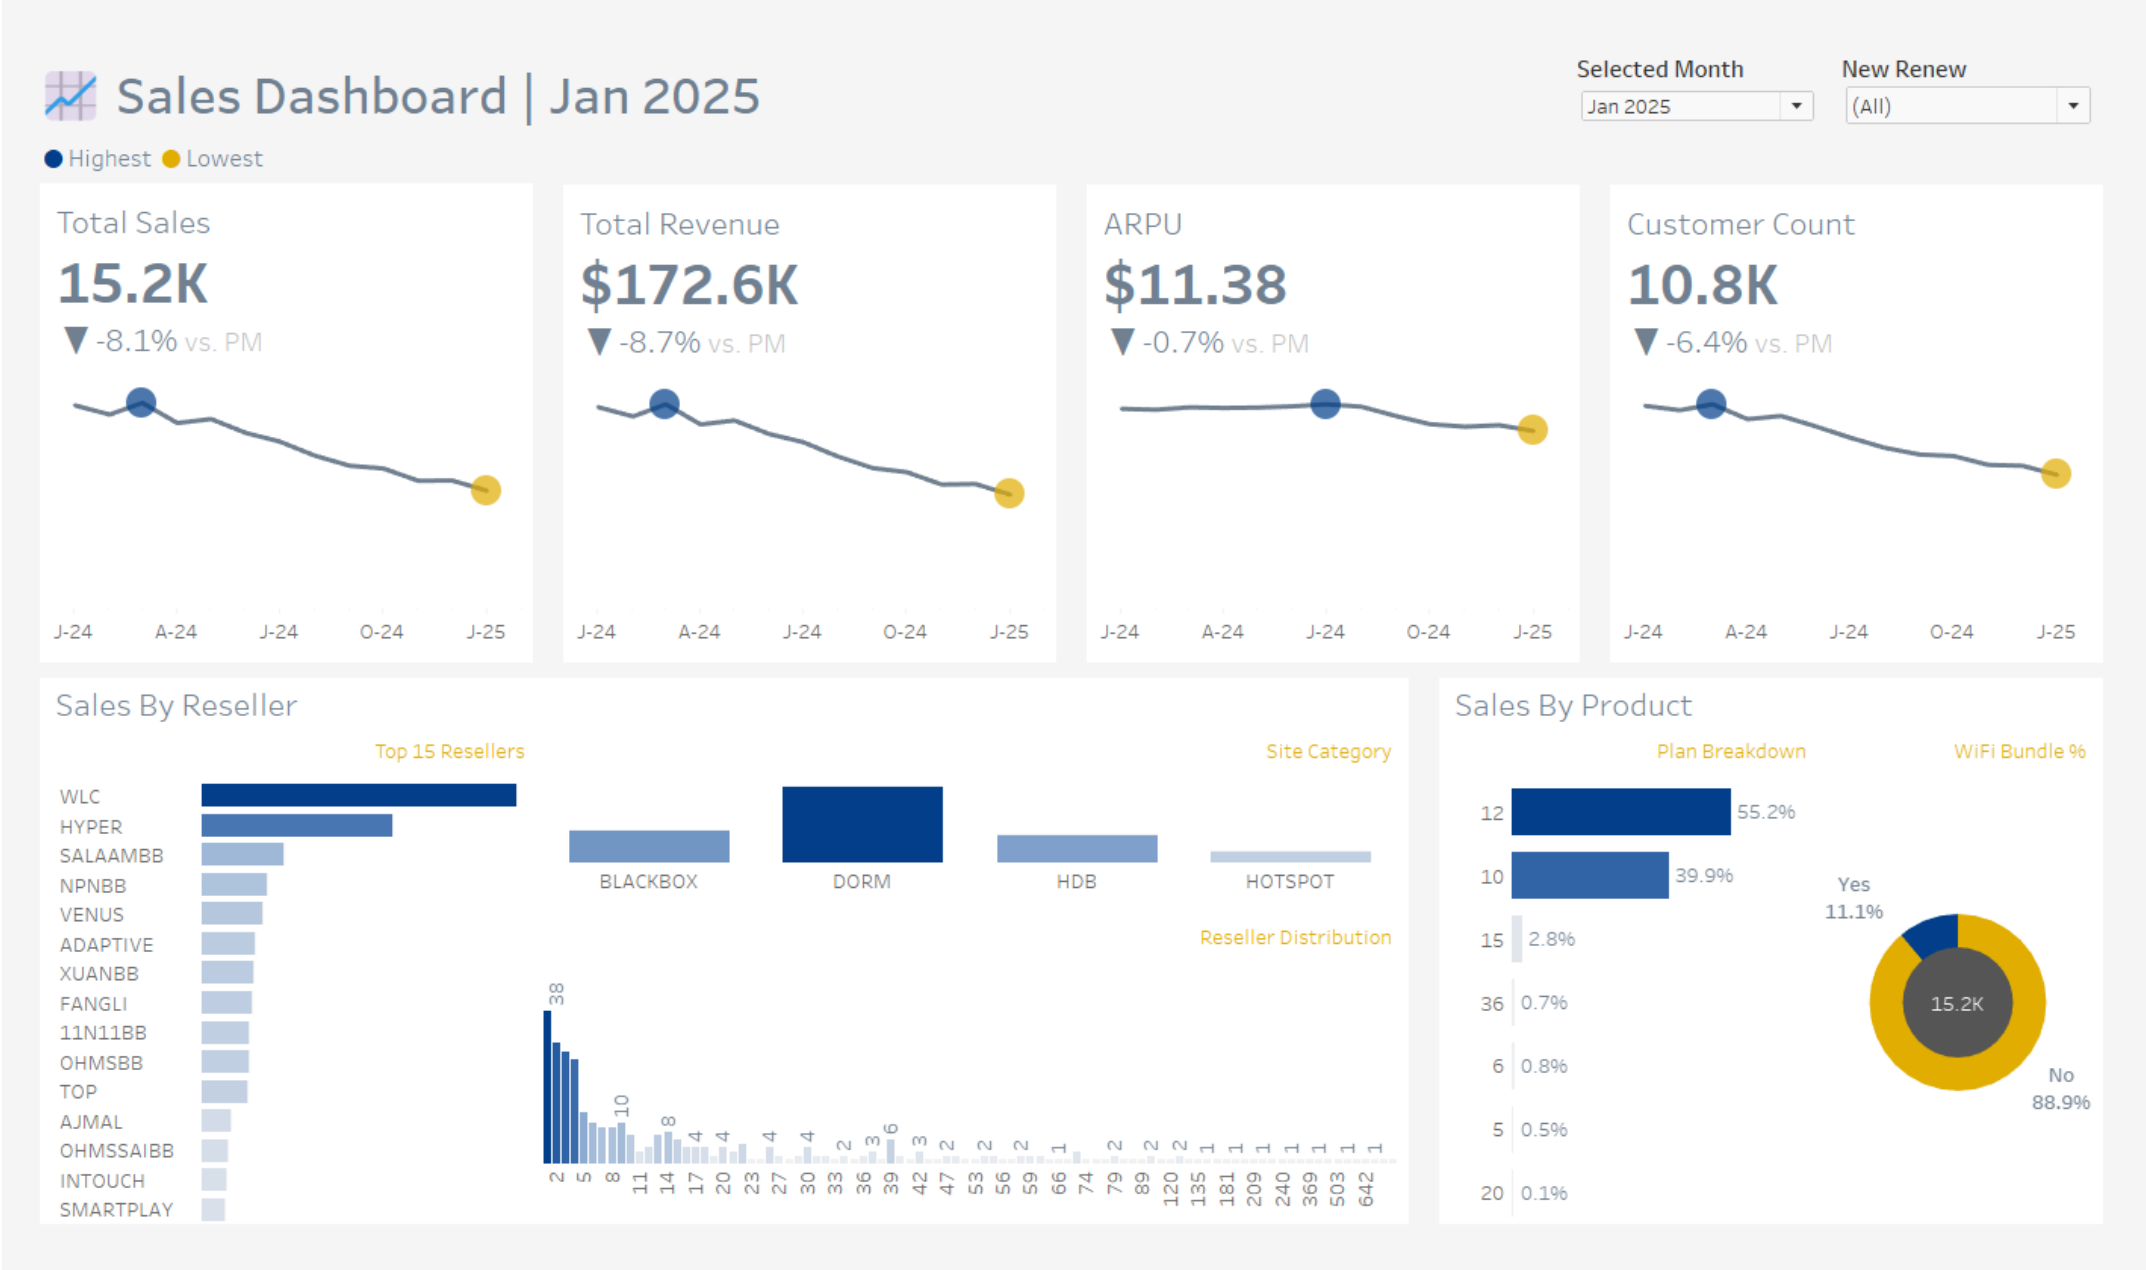 Sales Dashboard | Jan 2025
Selected Month
Jan 2025
New Renew
(All)
Highest Lowest
Total Sales
15.2K
▼ -8.1% vs. PM
J-24 A-24 J-24 O-24 J-25
Total Revenue
$172.6K
▼ -8.7% vs. PM
J-24 A-24 J-24 O-24 J-25
ARPU
$11.38
▼ -0.7% vs. PM
J-24 A-24 J-24 O-24 J-25
Customer Count
10.8K
▼ -6.4% vs. PM
J-24 A-24 J-24 O-24 J-25
Sales By Reseller
Top 15 Resellers
WLC
HYPER
SALAAMBB
NPNBB
VENUS
ADAPTIVE
XUANBB
FANGLI
11N11BB
OHMSBB
TOP
AJMAL
OHMSSAIBB
INTOUCH
SMARTPLAY
Site Category
BLACKBOX DORM HDB HOTSPOT
Reseller Distribution
38 10 8 4 4 4 4 2 3 6 3 2 2 2 1 2 2 2 1 1 1 1 1 1 1
2 5 8 11 14 17 20 23 27 30 33 36 39 42 47 53 56 59 66 74 79 89 120 135 181 209 240 369 503 642
Sales By Product
Plan Breakdown
12 55.2%
10 39.9%
15 2.8%
36 0.7%
6 0.8%
5 0.5%
20 0.1%
WiFi Bundle %
Yes
11.1%
15.2K
No
88.9%